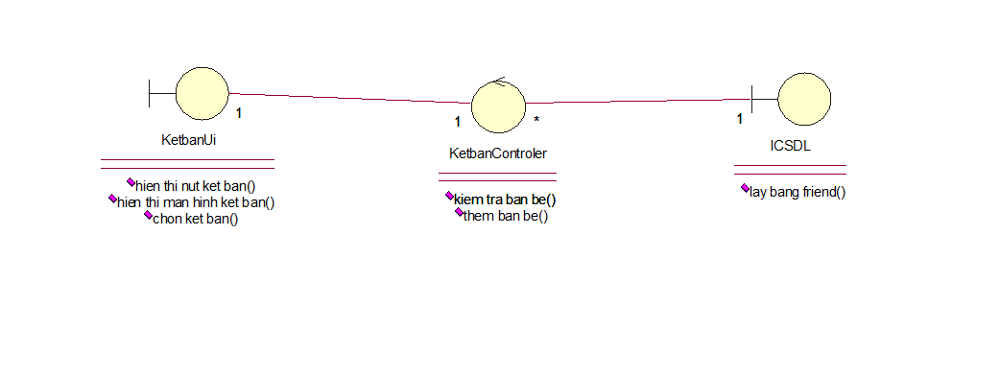 1
1
*
1
KetbanUi
KetbanControler
ICSDL
hien thi nut ket ban()
hien thi man hinh ket ban()
chon ket ban()
kiem tra ban be()
them ban be()
lay bang friend()